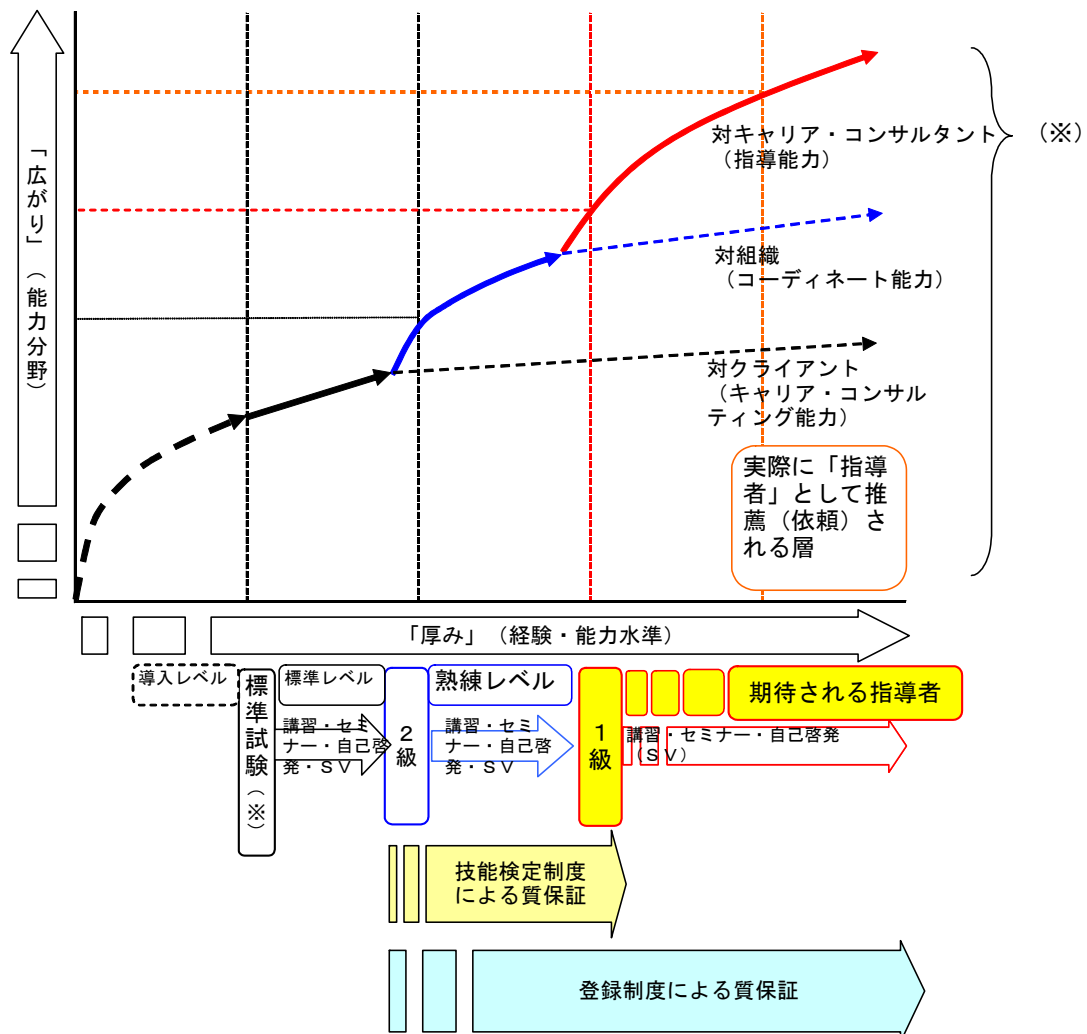 「広がり」（能力分野）
対キャリア・コンサルタント
（指導能力）
（※）
対組織
（コーディネート能力）
対クライアント
（キャリア・コンサル
ティング能力）
実際に「指導
者」として推
薦（依頼）さ
れる層
「厚み」（経験・能力水準）
導入レベル
標準試験（※）
標準レベル
講習・セミ
ナー・自己啓
発・ＳＶ
２級
熟練レベル
講習・セミ
ナー・自己啓
発・ＳＶ
１級
期待される指導者
講習・セミナー・自己啓発
（ＳＶ）
技能検定制度
による質保証
登録制度による質保証